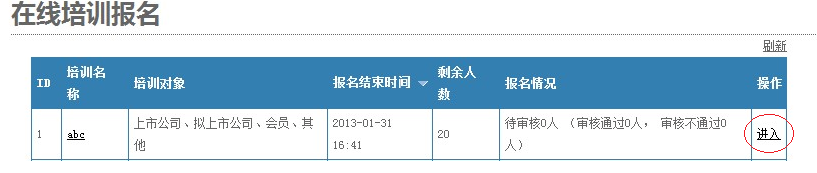 在线培训报名
刷新
ID 培训名称 培训对象 报名结束时间 剩余人数 报名情况 操作
1 abc 上市公司、拟上市公司、会员、其他 2013-01-31 16:41 20 待审核0人 （审核通过0人， 审核不通过0人） 进入